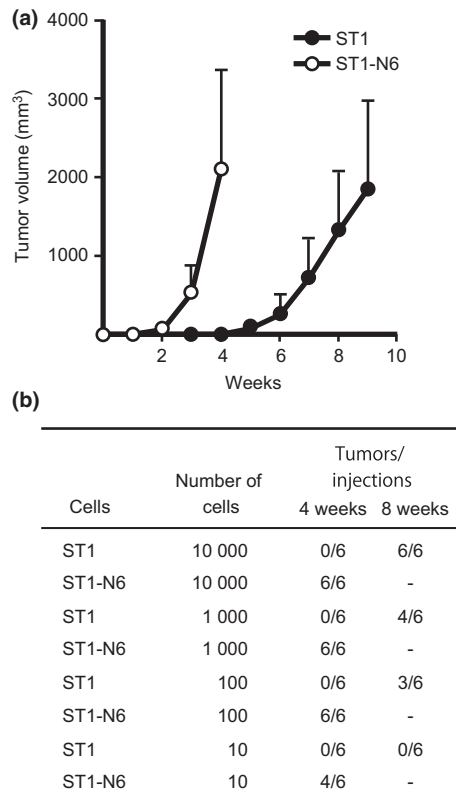 (a)
4000
3000
2000
1000
Tumor volume (mm³)
ST1
ST1-N6
2 4 6 8 10
Weeks
(b)
Tumors/
Number of injections
Cells cells 4 weeks 8 weeks
ST1 10 000 0/6 6/6
ST1-N6 10 000 6/6 -
ST1 1 000 0/6 4/6
ST1-N6 1 000 6/6 -
ST1 100 0/6 3/6
ST1-N6 100 6/6 -
ST1 10 0/6 0/6
ST1-N6 10 4/6 -